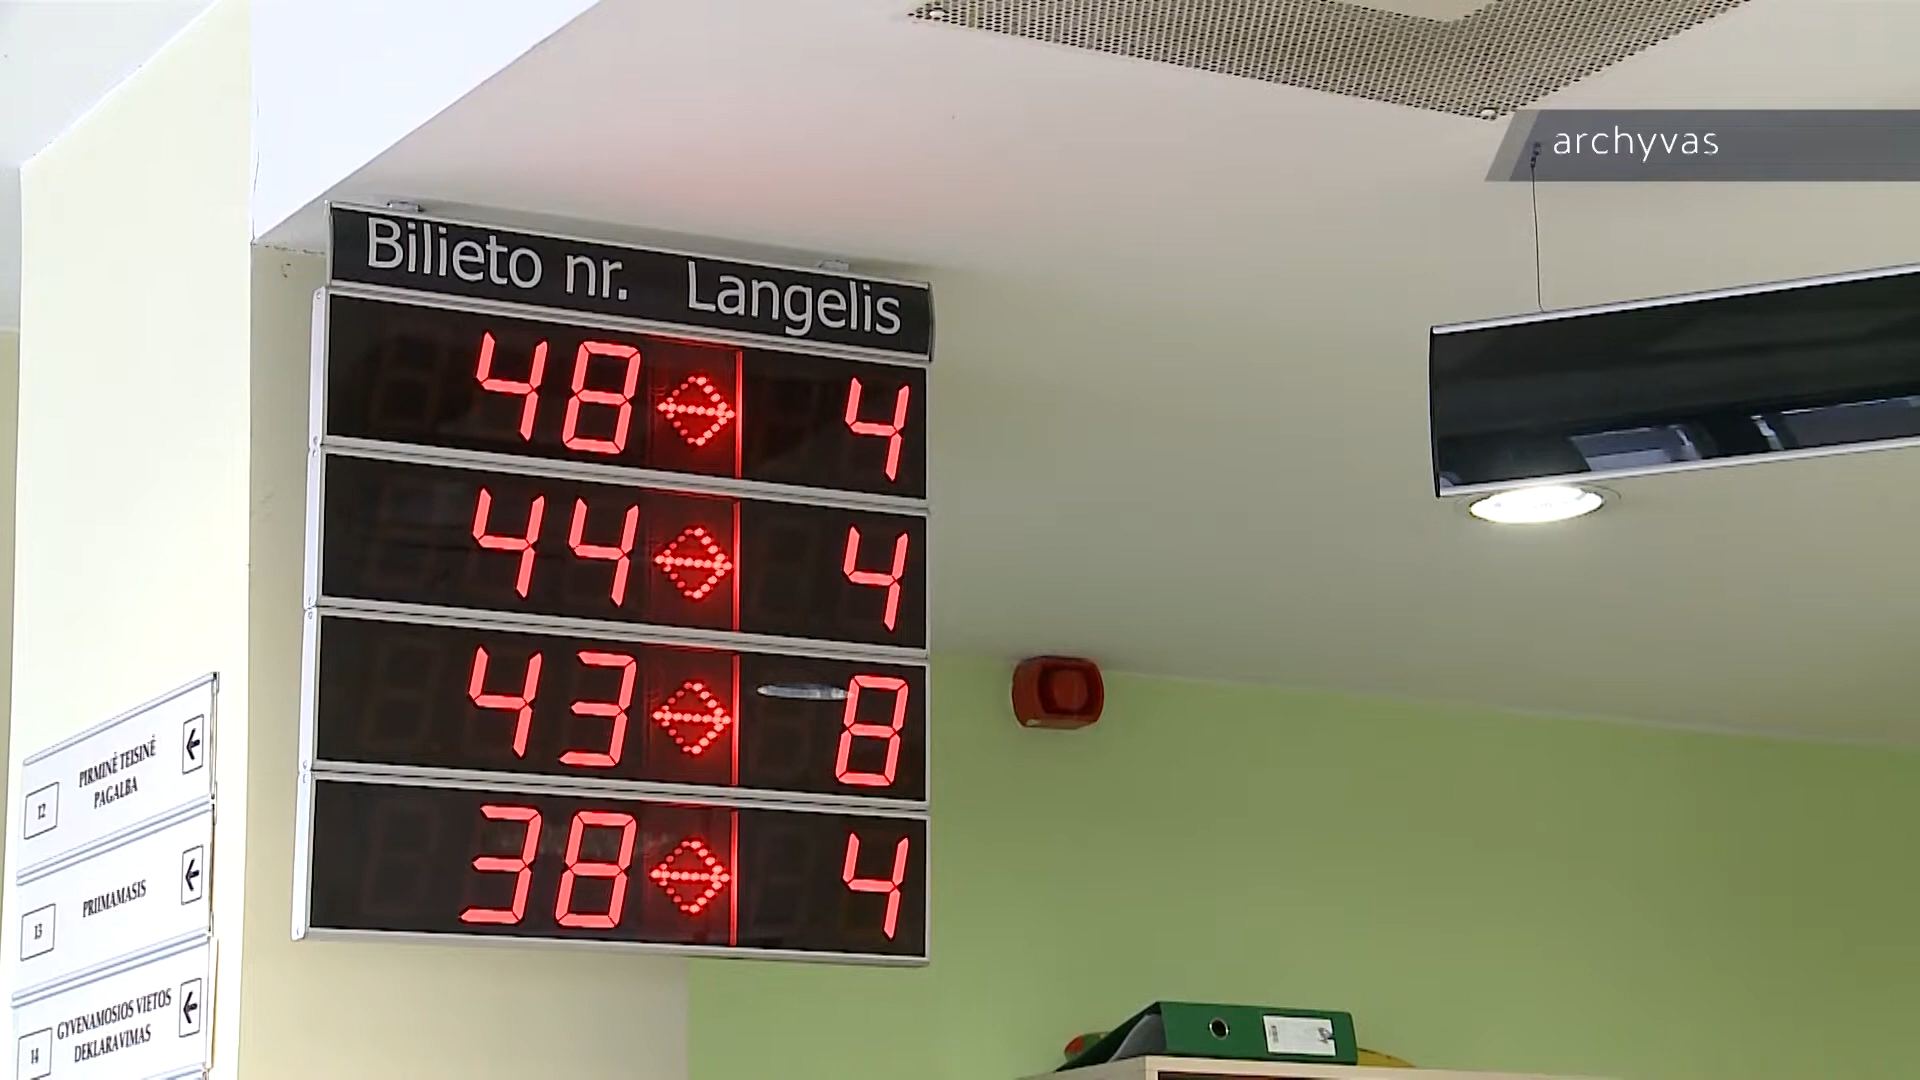 archyvas
Bilieto nr. Langelis
48 4
44 4
43 8
38 4
12 PIRMINĖ TEISINĖ
PAGALBA
13 PRIIMAMASIS
14 GYVENAMOSIOS VIETOS
DEKLARAVIMAS